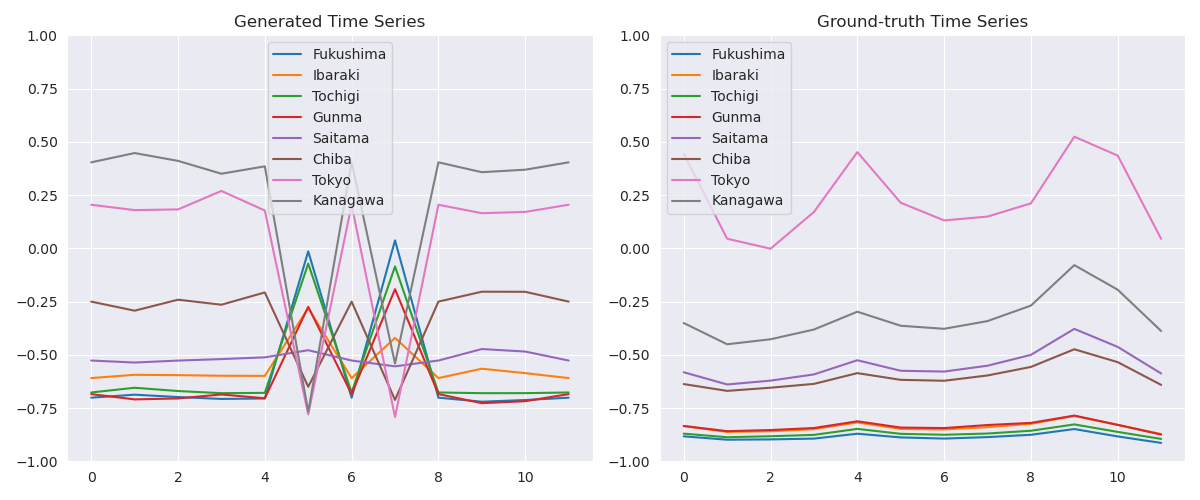 Generated Time Series
1.00
0.75
0.50
0.25
0.00
−0.25
−0.50
−0.75
−1.00
0 2 4 6 8 10
Fukushima
Ibaraki
Tochigi
Gunma
Saitama
Chiba
Tokyo
Kanagawa
Ground-truth Time Series
1.00
0.75
0.50
0.25
0.00
−0.25
−0.50
−0.75
−1.00
0 2 4 6 8 10
Fukushima
Ibaraki
Tochigi
Gunma
Saitama
Chiba
Tokyo
Kanagawa